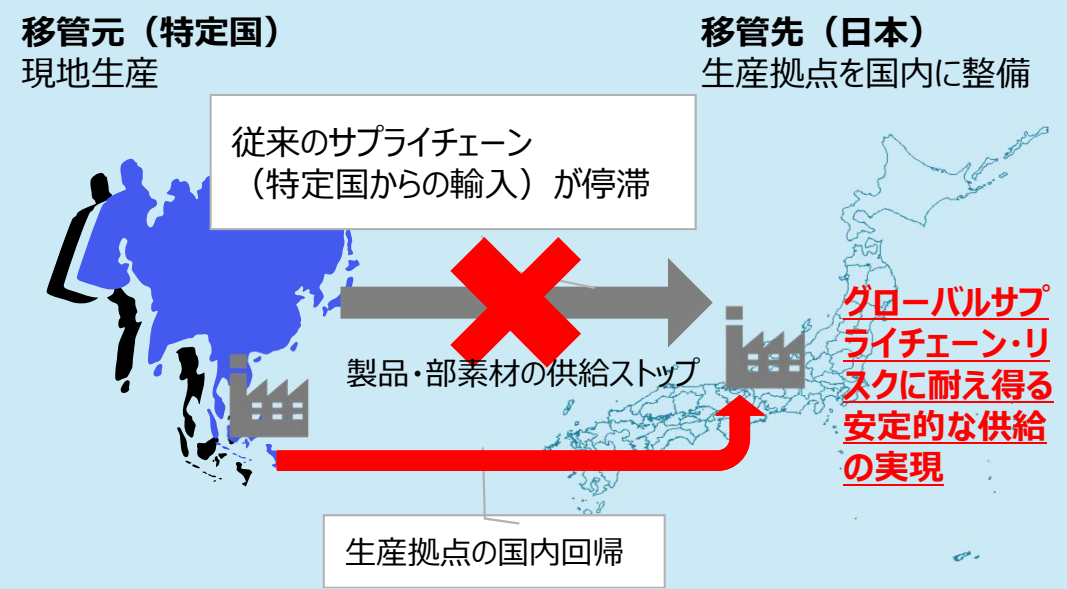 移管元（特定国）
現地生産
移管先（日本）
生産拠点を国内に整備
従来のサプライチェーン
（特定国からの輸入）が停滞
製品・部素材の供給ストップ
グローバルサプ
ライチェーン・リ
スクに耐え得る
安定的な供給
の実現
生産拠点の国内回帰